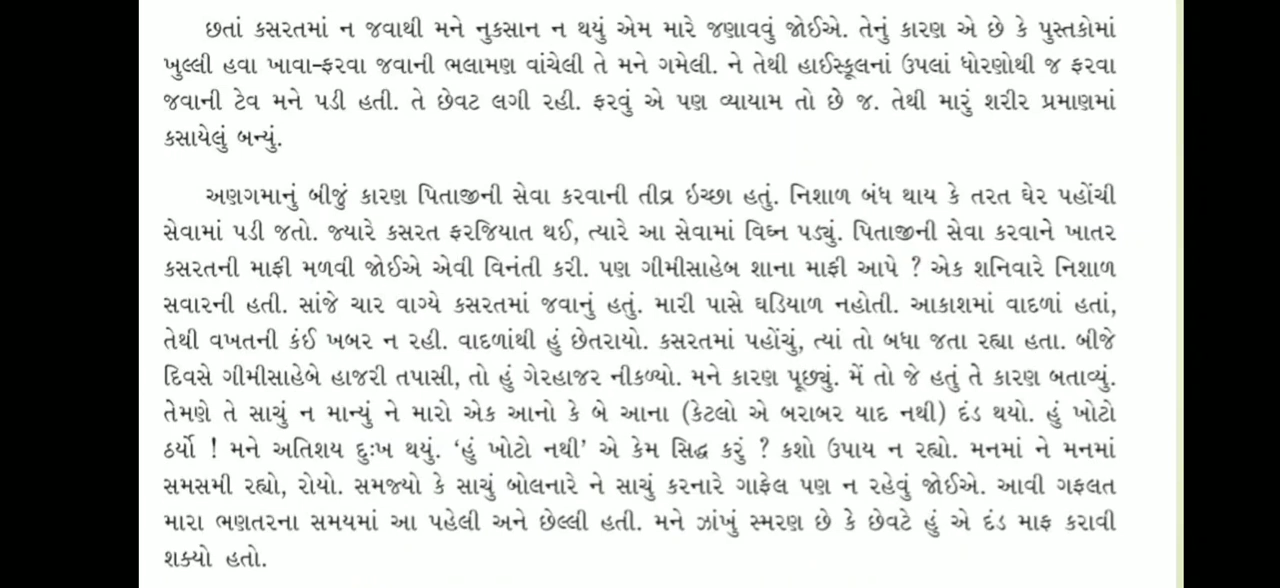 છતાં કસરતમાં ન જવાથી મને નુકસાન ન થયું એમ મારે જણાવવું જોઈએ. તેનું કારણ એ છે કે પુસ્તકોમાં
ખુલ્લી હવા ખાવા-ફરવા જવાની ભલામણ વાંચેલી તે મને ગમેલી. ને તેથી હાઈસ્કૂલનાં ઉપલાં ધોરણોથી જ ફરવા
જવાની ટેવ મને પડી હતી. તે છેવટ લગી રહી. ફરવું એ પણ વ્યાયામ તો છે જ. તેથી મારું શરીર પ્રમાણમાં
કસાયેલું બન્યું.
અણગમાનું બીજું કારણ પિતાજીની સેવા કરવાની તીવ્ર ઇચ્છા હતું. નિશાળ બંધ થાય કે તરત ઘેર પહોંચી
સેવામાં પડી જતો. જ્યારે કસરત ફરજિયાત થઈ, ત્યારે આ સેવામાં વિઘ્ન પડ્યું. પિતાજીની સેવા કરવાને ખાતર
કસરતની માફી મળવી જોઈએ એવી વિનંતી કરી. પણ ગીમીસાહેબ શાના માફી આપે ? એક શનિવારે નિશાળ
સવારની હતી. સાંજે ચાર વાગ્યે કસરતમાં જવાનું હતું. મારી પાસે ઘડિયાળ નહોતી. આકાશમાં વાદળાં હતાં,
તેથી વખતની કંઈ ખબર ન રહી. વાદળાંથી હું છેતરાયો. કસરતમાં પહોંચું, ત્યાં તો બધા જતા રહ્યા હતા. બીજે
દિવસે ગીમીસાહેબે હાજરી તપાસી, તો હું ગેરહાજર નીકળ્યો. મને કારણ પૂછ્યું. મેં તો જે હતું તે કારણ બતાવ્યું.
તેમણે તે સાચું ન માન્યું ને મારો એક આનો કે બે આના (કેટલો એ બરાબર યાદ નથી) દંડ થયો. હું ખોટો
ઠર્યો ! મને અતિશય દુઃખ થયું. ‘હું ખોટો નથી’ એ કેમ સિદ્ધ કરું ? કશો ઉપાય ન રહ્યો. મનમાં ને મનમાં
સમસમી રહ્યો, રોયો. સમજ્યો કે સાચું બોલનારે ને સાચું કરનારે ગાફેલ પણ ન રહેવું જોઈએ. આવી ગફલત
મારા ભણતરના સમયમાં આ પહેલી અને છેલ્લી હતી. મને ઝાંખું સ્મરણ છે કે છેવટે હું એ દંડ માફ કરાવી
શક્યો હતો.